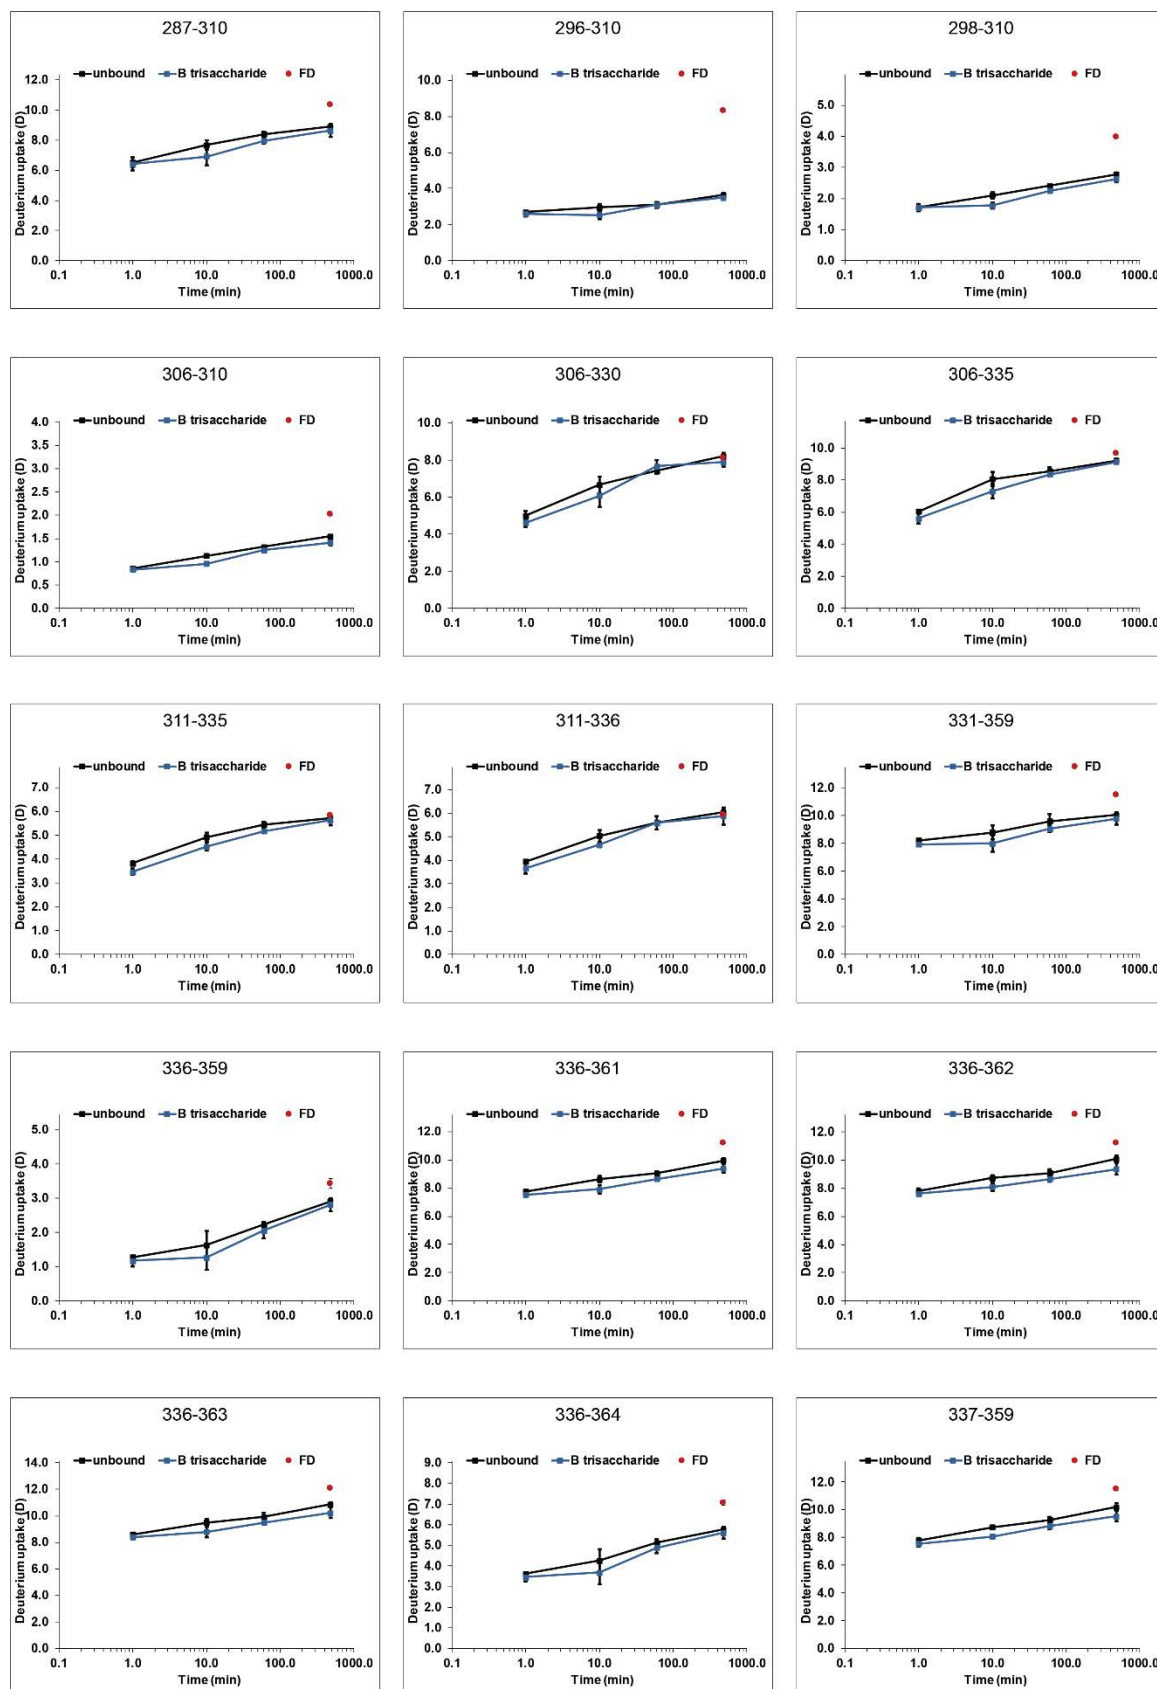 287-310
unbound B trisaccharide FD
Deuterium uptake (D)
12.0
10.0
8.0
6.0
4.0
2.0
0.0
0.1 1.0 10.0 100.0 1000.0
Time (min)
296-310
unbound B trisaccharide FD
Deuterium uptake (D)
10.0
8.0
6.0
4.0
2.0
0.0
0.1 1.0 10.0 100.0 1000.0
Time (min)
298-310
unbound B trisaccharide FD
Deuterium uptake (D)
5.0
4.0
3.0
2.0
1.0
0.0
0.1 1.0 10.0 100.0 1000.0
Time (min)
306-310
unbound B trisaccharide FD
Deuterium uptake (D)
4.0
3.5
3.0
2.5
2.0
1.5
1.0
0.5
0.0
0.1 1.0 10.0 100.0 1000.0
Time (min)
306-330
unbound B trisaccharide FD
Deuterium uptake (D)
10.0
8.0
6.0
4.0
2.0
0.0
0.1 1.0 10.0 100.0 1000.0
Time (min)
306-335
unbound B trisaccharide FD
Deuterium uptake (D)
10.0
8.0
6.0
4.0
2.0
0.0
0.1 1.0 10.0 100.0 1000.0
Time (min)
311-335
unbound B trisaccharide FD
Deuterium uptake (D)
7.0
6.0
5.0
4.0
3.0
2.0
1.0
0.0
0.1 1.0 10.0 100.0 1000.0
Time (min)
311-336
unbound B trisaccharide FD
Deuterium uptake (D)
7.0
6.0
5.0
4.0
3.0
2.0
1.0
0.0
0.1 1.0 10.0 100.0 1000.0
Time (min)
331-359
unbound B trisaccharide FD
Deuterium uptake (D)
12.0
10.0
8.0
6.0
4.0
2.0
0.0
0.1 1.0 10.0 100.0 1000.0
Time (min)
336-359
unbound B trisaccharide FD
Deuterium uptake (D)
5.0
4.0
3.0
2.0
1.0
0.0
0.1 1.0 10.0 100.0 1000.0
Time (min)
336-361
unbound B trisaccharide FD
Deuterium uptake (D)
12.0
10.0
8.0
6.0
4.0
2.0
0.0
0.1 1.0 10.0 100.0 1000.0
Time (min)
336-362
unbound B trisaccharide FD
Deuterium uptake (D)
12.0
10.0
8.0
6.0
4.0
2.0
0.0
0.1 1.0 10.0 100.0 1000.0
Time (min)
336-363
unbound B trisaccharide FD
Deuterium uptake (D)
14.0
12.0
10.0
8.0
6.0
4.0
2.0
0.0
0.1 1.0 10.0 100.0 1000.0
Time (min)
336-364
unbound B trisaccharide FD
Deuterium uptake (D)
9.0
8.0
7.0
6.0
5.0
4.0
3.0
2.0
1.0
0.0
0.1 1.0 10.0 100.0 1000.0
Time (min)
337-359
unbound B trisaccharide FD
Deuterium uptake (D)
12.0
10.0
8.0
6.0
4.0
2.0
0.0
0.1 1.0 10.0 100.0 1000.0
Time (min)